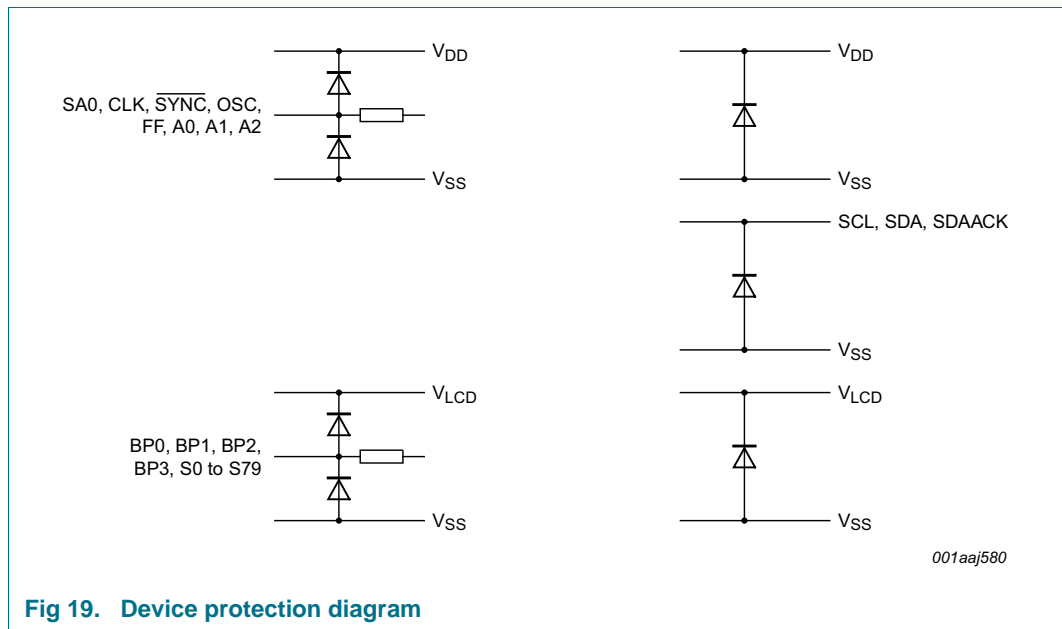 VDD
SA0, CLK, SYNC, OSC,
FF, A0, A1, A2
VSS
VDD
VSS
SCL, SDA, SDAACK
VSS
VLCD
BP0, BP1, BP2,
BP3, S0 to S79
VSS
VLCD
VSS
001aaj580
Fig 19. Device protection diagram